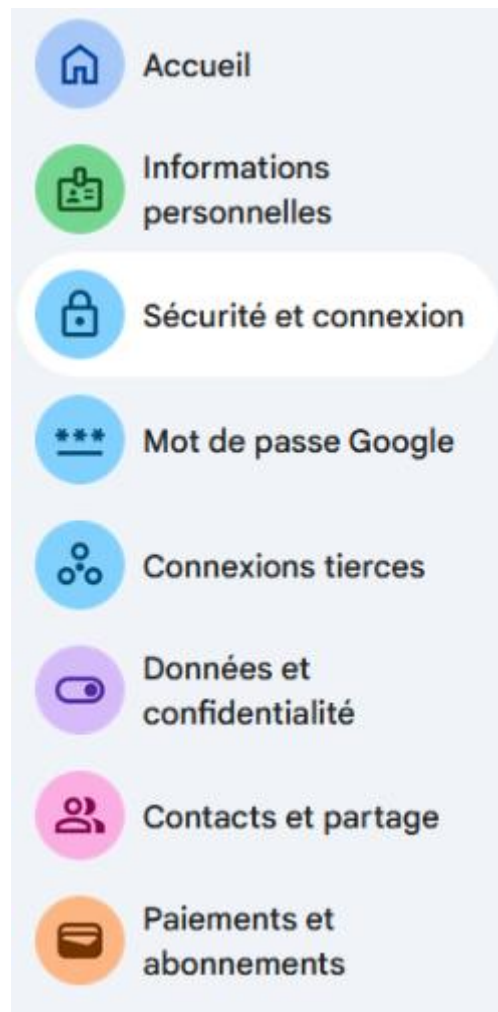 Accueil
Informations
personnelles
Sécurité et connexion
***
Mot de passe Google
Connexions tierces
Données et
confidentialité
Contacts et partage
Paiements et
abonnements